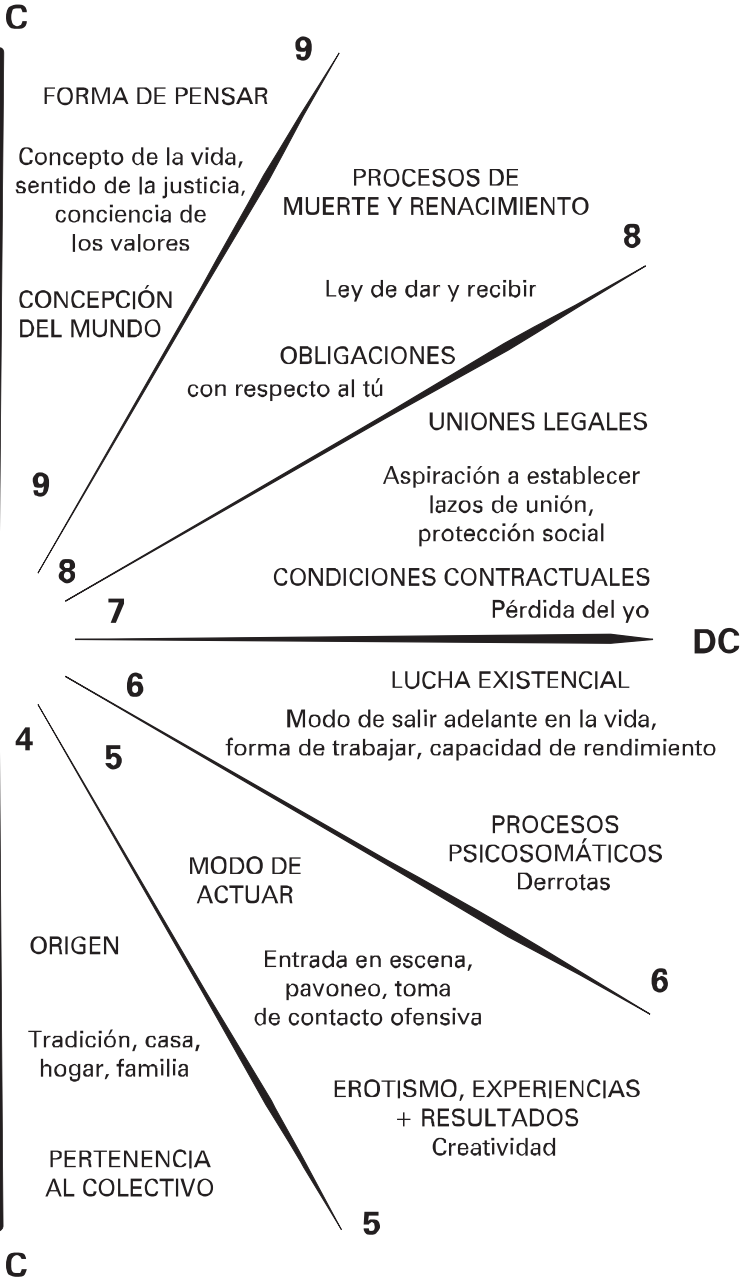 C
9
FORMA DE PENSAR
Concepto de la vida,
sentido de la justicia,
conciencia de
los valores
CONCEPCIÓN
DEL MUNDO
9
PROCESOS DE
MUERTE Y RENACIMIENTO
8
Ley de dar y recibir
OBLIGACIONES
con respecto al tú
8
UNIONES LEGALES
Aspiración a establecer
lazos de unión,
protección social
CONDICIONES CONTRACTUALES
Pérdida del yo
7
DC
6
LUCHA EXISTENCIAL
Modo de salir adelante en la vida,
forma de trabajar, capacidad de rendimiento
PROCESOS
PSICOSOMÁTICOS
Derrotas
6
5
MODO DE
ACTUAR
Entrada en escena,
pavoneo, toma
de contacto ofensiva
EROTISMO, EXPERIENCIAS
+ RESULTADOS
Creatividad
5
4
ORIGEN
Tradición, casa,
hogar, familia
PERTENENCIA
AL COLECTIVO
C